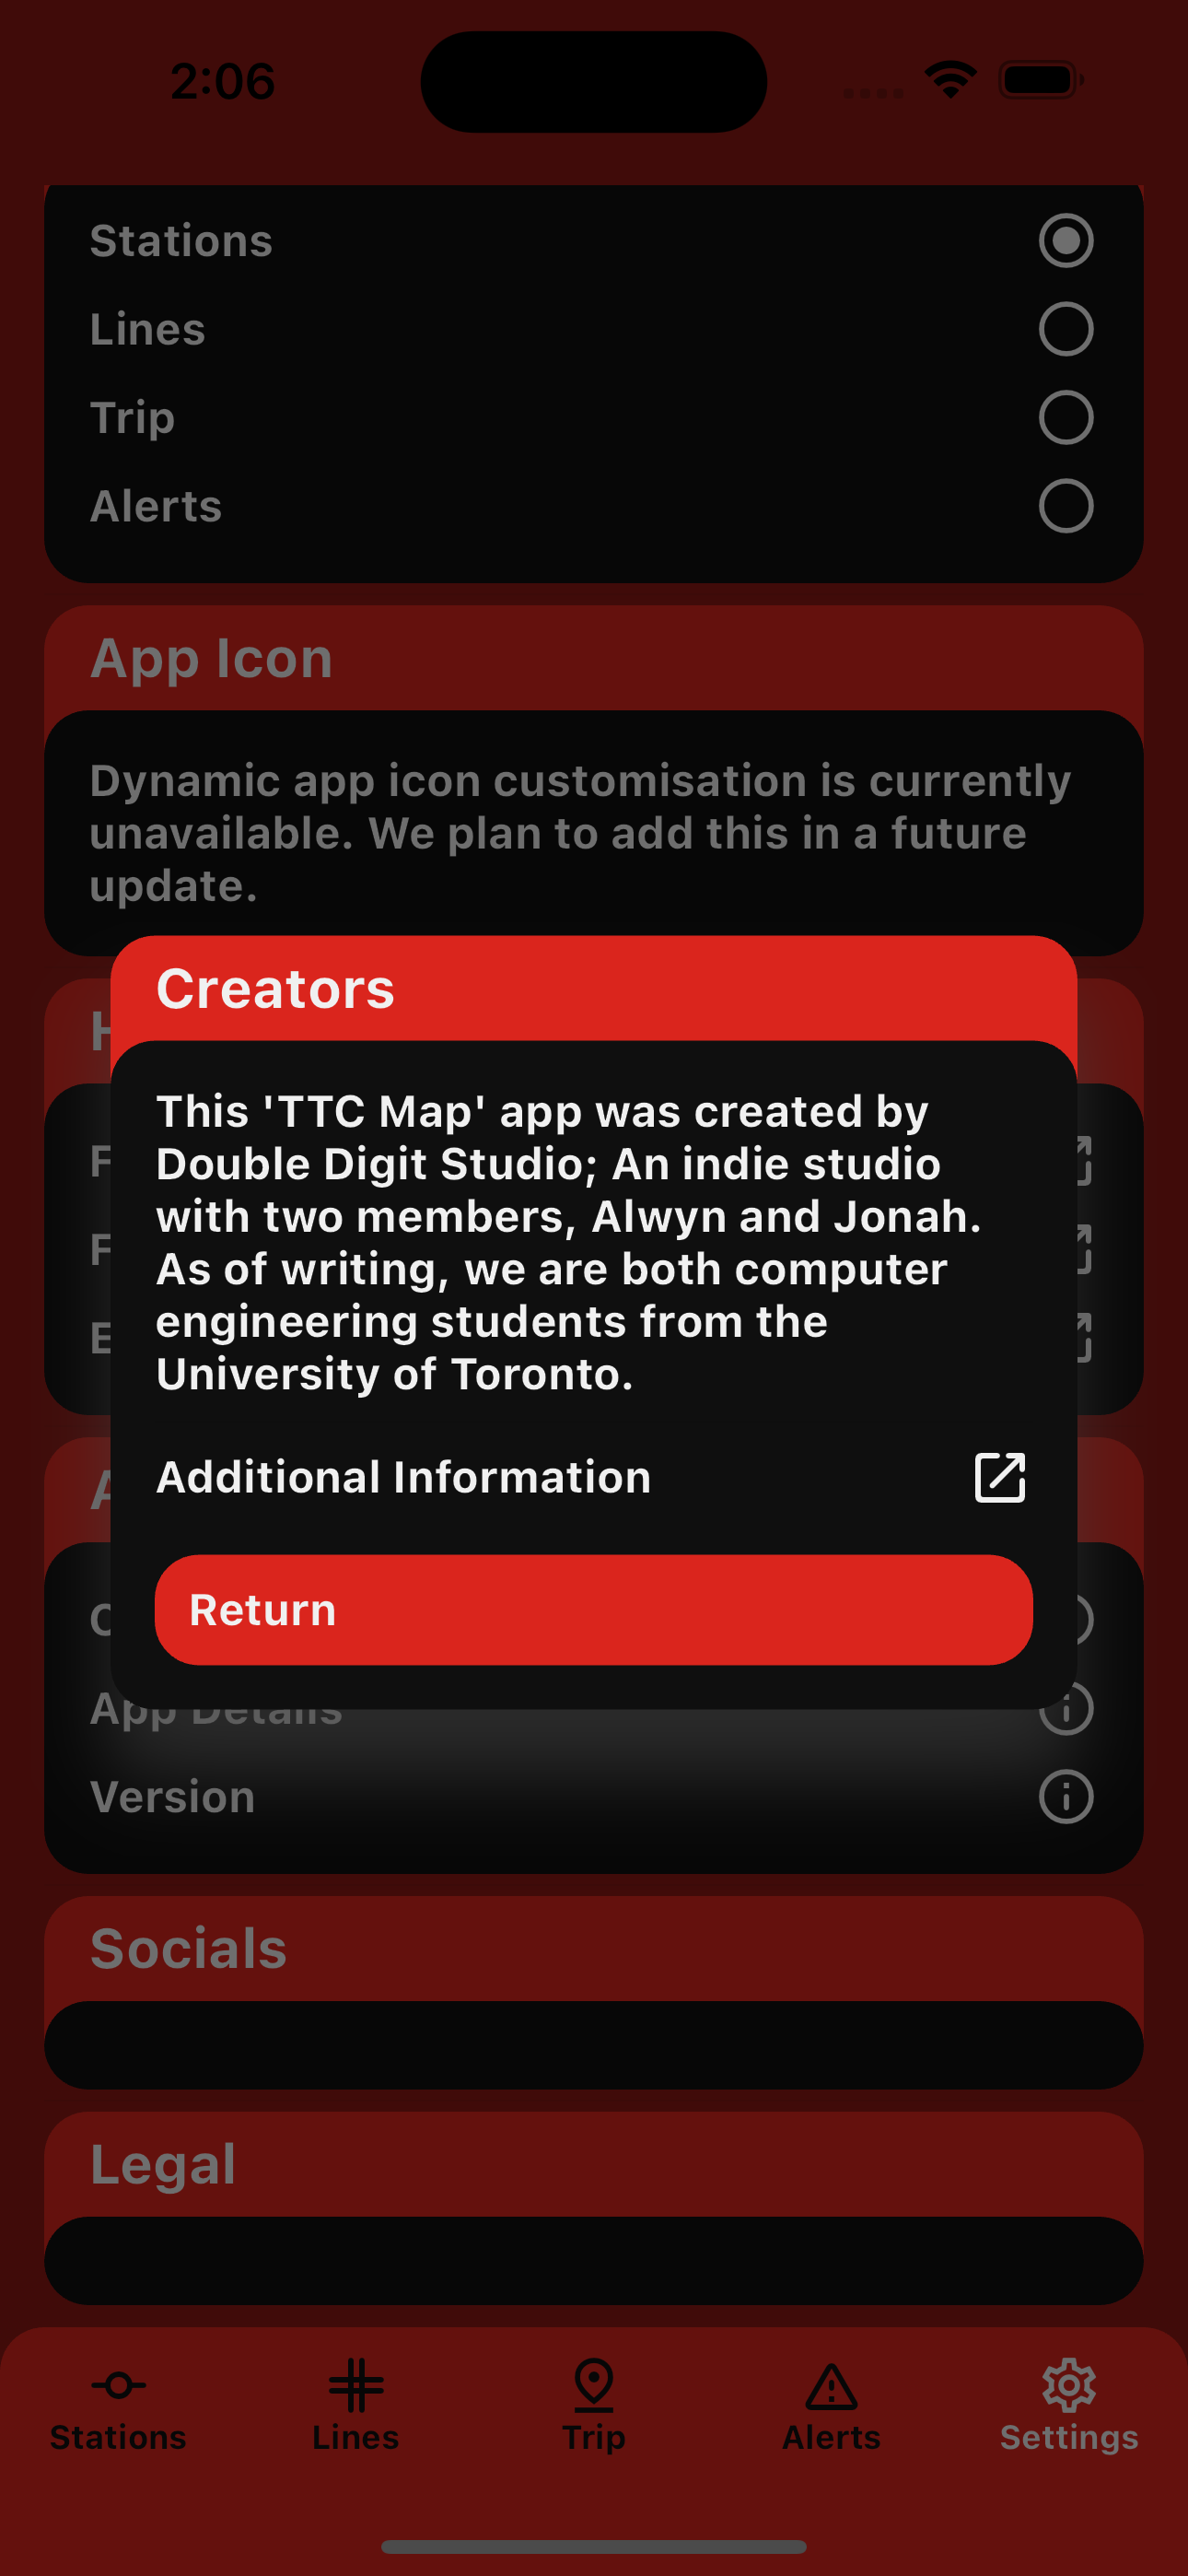 2:06
Stations
Lines
Trip
Alerts
App Icon
Dynamic app icon customisation is currently
unavailable. We plan to add this in a future
update.
Creators
This 'TTC Map' app was created by
Double Digit Studio; An indie studio
with two members, Alwyn and Jonah.
As of writing, we are both computer
engineering students from the
University of Toronto.
Additional Information
Return
App Details
Version
Socials
Legal
Stations
Lines
Trip
Alerts
Settings